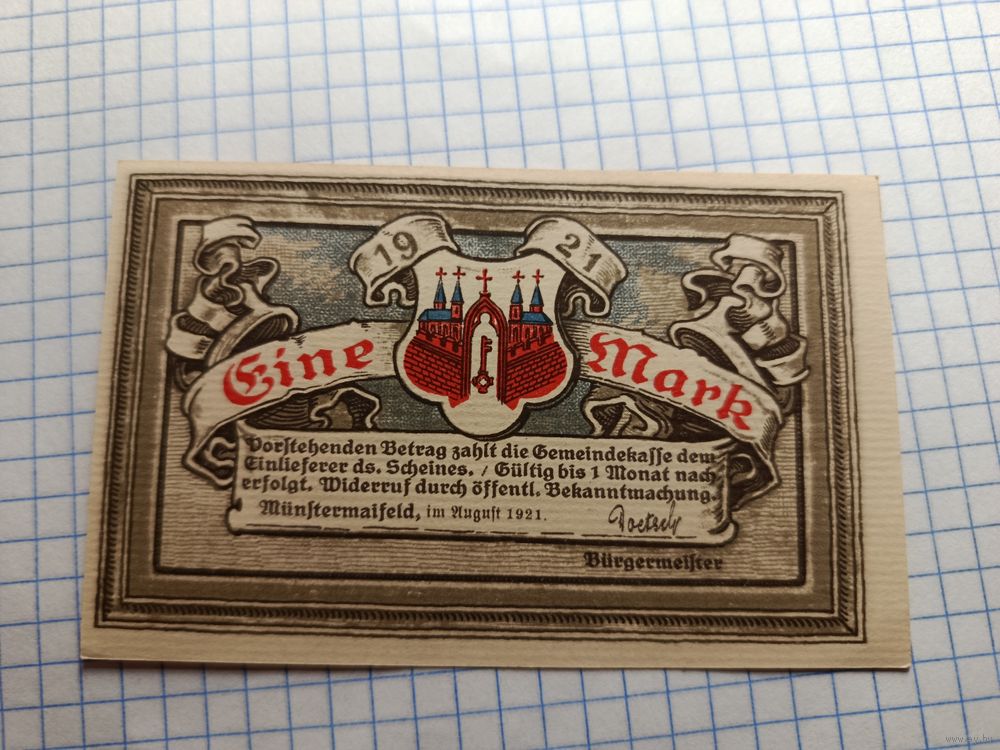 19 21
Eine Mark
Vorstehenden Betrag zahlt die Gemeindekasse dem
Einlieferer ds. Scheines. / Gültig bis 1 Monat nach
erfolgt. Widerruf durch öffentl. Bekanntmachung.
Münstermaifeld, im August 1921.
Bürgermeister